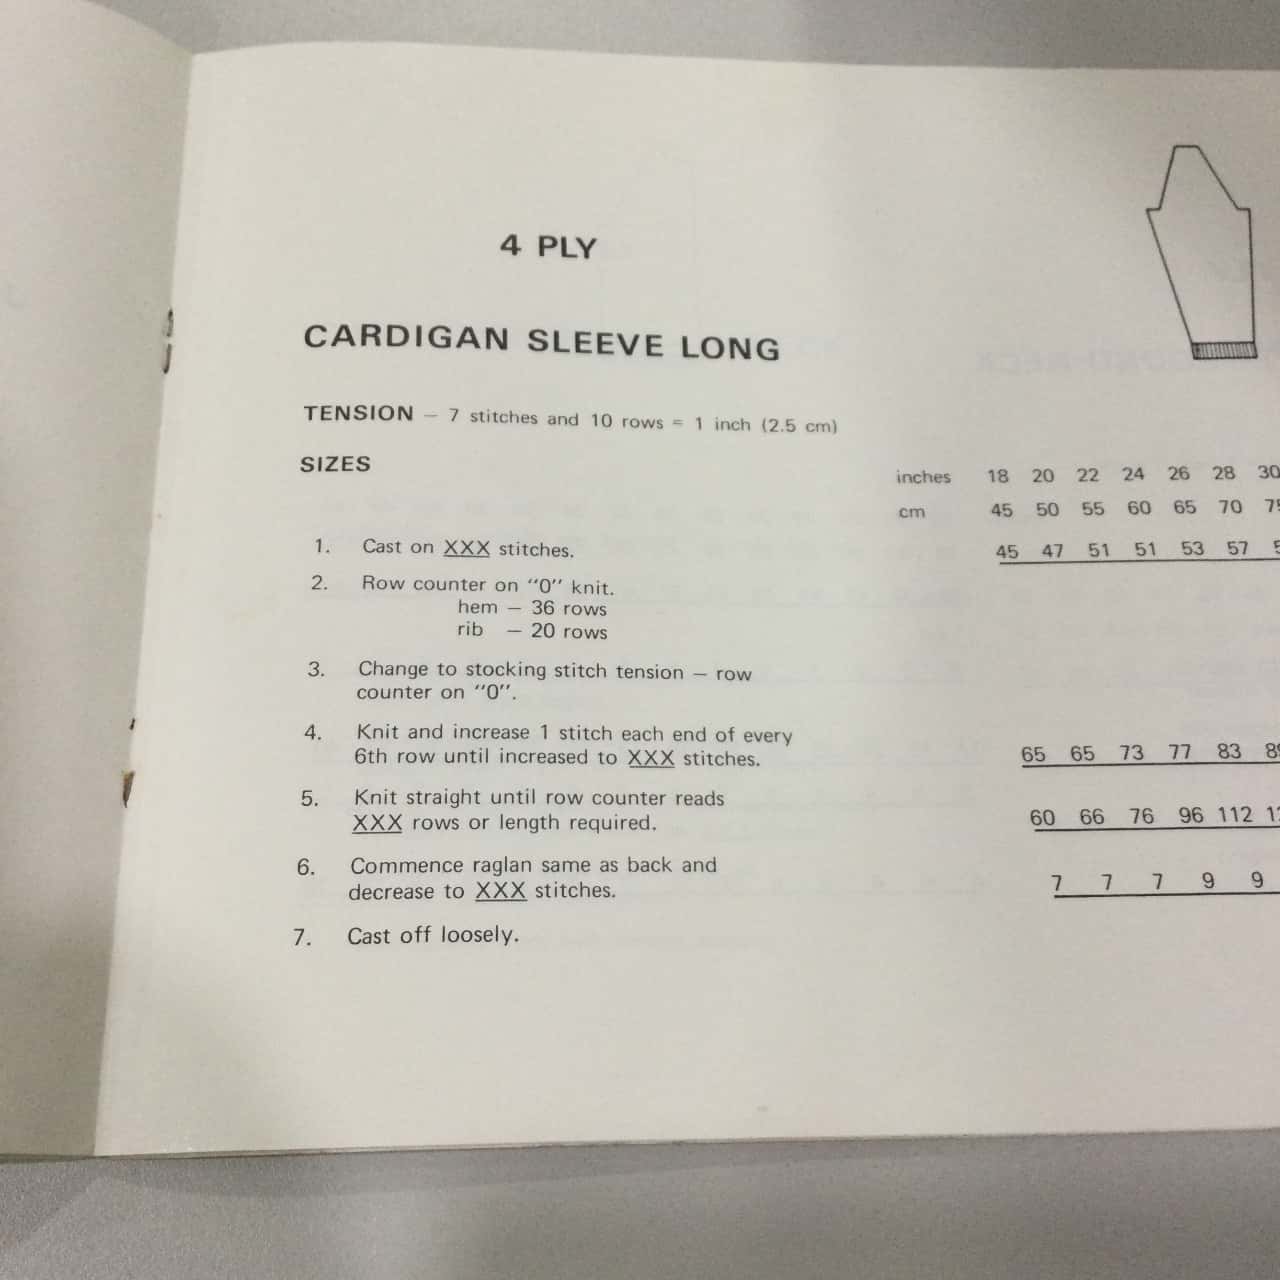 4 PLY
CARDIGAN SLEEVE LONG
TENSION — 7 stitches and 10 rows = 1 inch (2.5 cm)
SIZES
inches 18 20 22 24 26 28 30
cm 45 50 55 60 65 70
1. Cast on XXX stitches. 45 47 51 51 53 57
2. Row counter on "0" knit.
hem — 36 rows
rib — 20 rows
3. Change to stocking stitch tension — row
counter on "0".
4. Knit and increase 1 stitch each end of every
6th row until increased to XXX stitches. 65 65 73 77 83
5. Knit straight until row counter reads
XXX rows or length required. 60 66 76 96 112
6. Commence raglan same as back and
decrease to XXX stitches. 7 7 7 9 9
7. Cast off loosely.